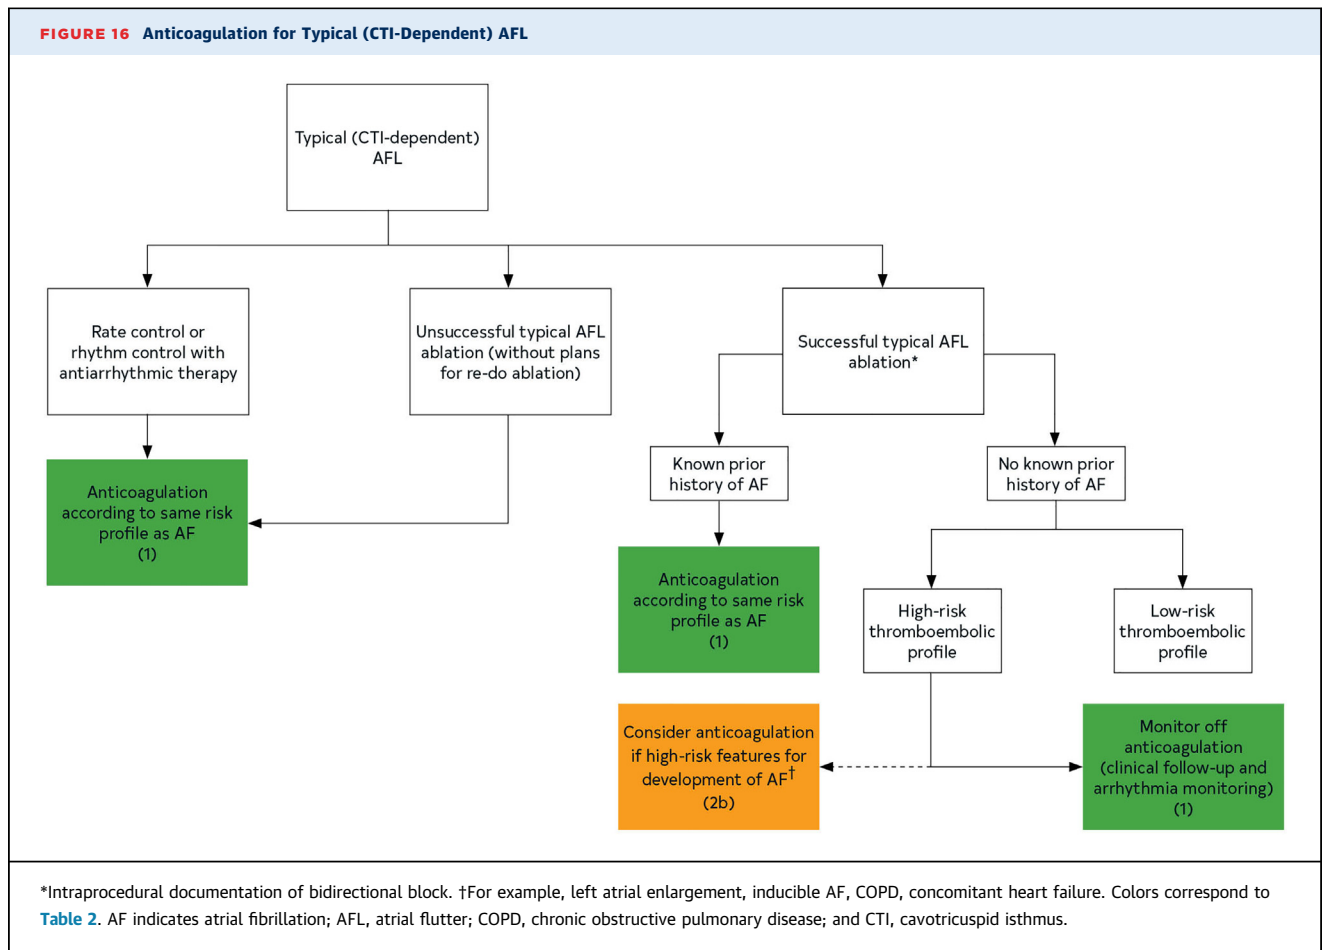 FIGURE 16 Anticoagulation for Typical (CTI-Dependent) AFL
Typical (CTI-dependent)
AFL
Rate control or
rhythm control with
antiarrhythmic therapy
Unsuccessful typical AFL
ablation (without plans
for re-do ablation)
Successful typical AFL
ablation*
Known prior
history of AF
No known prior
history of AF
Anticoagulation
according to same risk
profile as AF
(1)
Anticoagulation
according to same risk
profile as AF
(1)
High-risk
thromboembolic
profile
Low-risk
thromboembolic
profile
Consider anticoagulation
if high-risk features for
development of AF†
(2b)
Monitor off
anticoagulation
(clinical follow-up and
arrhythmia monitoring)
(1)
*Intraprocedural documentation of bidirectional block. †For example, left atrial enlargement, inducible AF, COPD, concomitant heart failure. Colors correspond to
Table 2. AF indicates atrial fibrillation; AFL, atrial flutter; COPD, chronic obstructive pulmonary disease; and CTI, cavotricuspid isthmus.